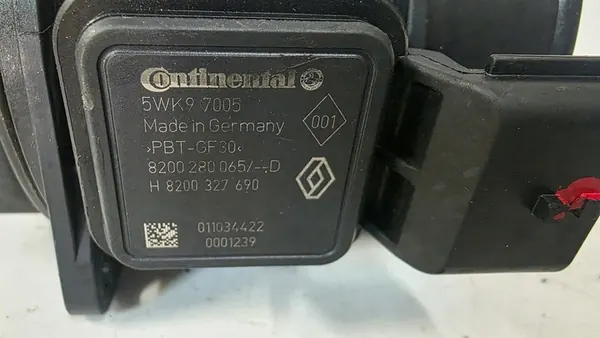 Continental
5WK9 7005
Made in Germany
001
›PBT-GF30‹
8200 280 065/--.D
H 8200 327 690
011034422
0001239